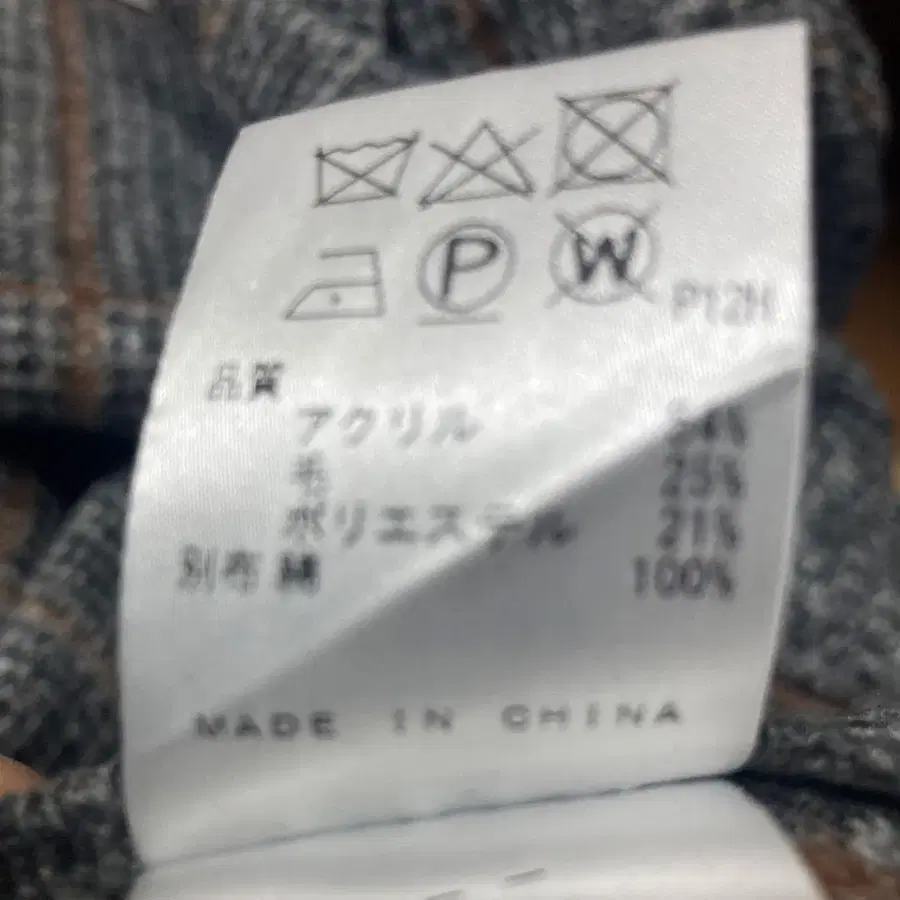 P
W
P12H
品質
アクリル 54%
毛 25%
ポリエステル 21%
別布 綿 100%
MADE IN CHINA